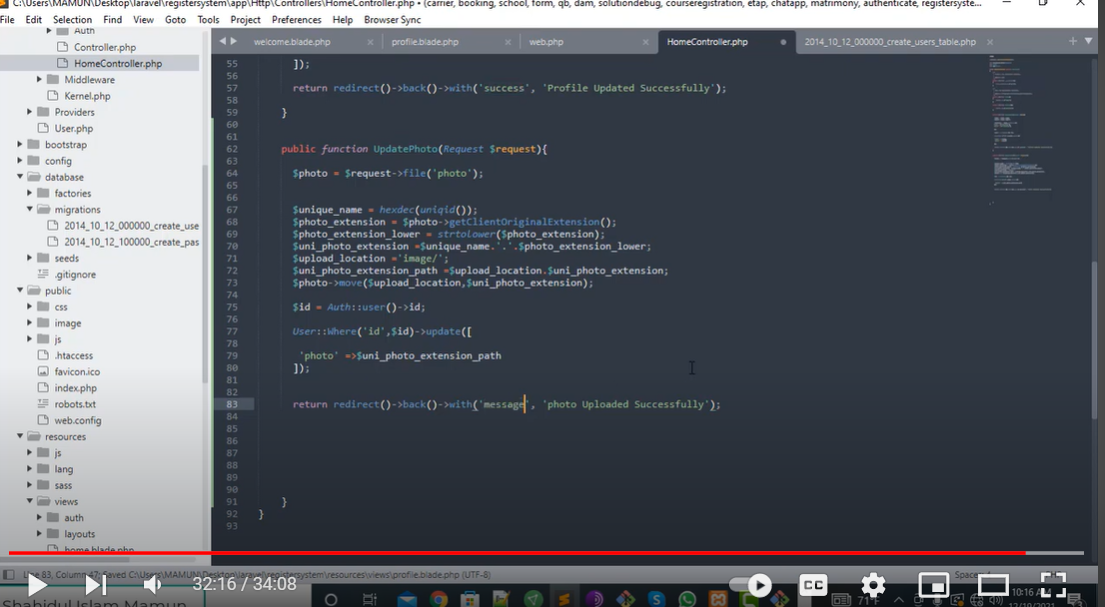 C:\Users\MAMUN\Desktop\laravel\registersystem\app\Http\Controllers\HomeController.php • (carrier, booking, school, form, qb, dam, solutiondebug, courseregistration, etap, chatapp, matrimony, authenticate, registersyste...
File Edit Selection Find View Goto Tools Project Preferences Help Browser Sync
Auth
Controller.php
HomeController.php
Middleware
Kernel.php
Providers
User.php
bootstrap
config
database
factories
migrations
2014_10_12_000000_create_use
2014_10_12_100000_create_pas
seeds
.gitignore
public
css
image
js
.htaccess
favicon.ico
index.php
robots.txt
web.config
resources
js
lang
sass
views
auth
layouts
home.blade.php
welcome.blade.php × profile.blade.php × web.php × HomeController.php • 2014_10_12_000000_create_users_table.php ×
55 ]);
56
57 return redirect()->back()->with('success', 'Profile Updated Successfully');
58
59 }
60
61
62 public function UpdatePhoto(Request $request){
63
64 $photo = $request->file('photo');
65
66
67 $unique_name = hexdec(uniqid());
68 $photo_extension = $photo->getClientOriginalExtension();
69 $photo_extension_lower = strtolower($photo_extension);
70 $uni_photo_extension =$unique_name.'.'.$photo_extension_lower;
71 $upload_location ='image/';
72 $uni_photo_extension_path =$upload_location.$uni_photo_extension;
73 $photo->move($upload_location,$uni_photo_extension);
74
75 $id = Auth::user()->id;
76
77 User::Where('id',$id)->update([
78
79 'photo' =>$uni_photo_extension_path
80 ]);
81
82
83 return redirect()->back()->with('message', 'photo Uploaded Successfully');
84
85
86
87
88
89
90
91 }
92 }
93
Line 83, Column 47; Saved C:\Users\MAMUN\Desktop\laravel\registersystem\resources\views\profile.blade.php (UTF-8)
32:16 / 34:08
CC
71°F
10:16 AM
Shahidul Islam Mamun